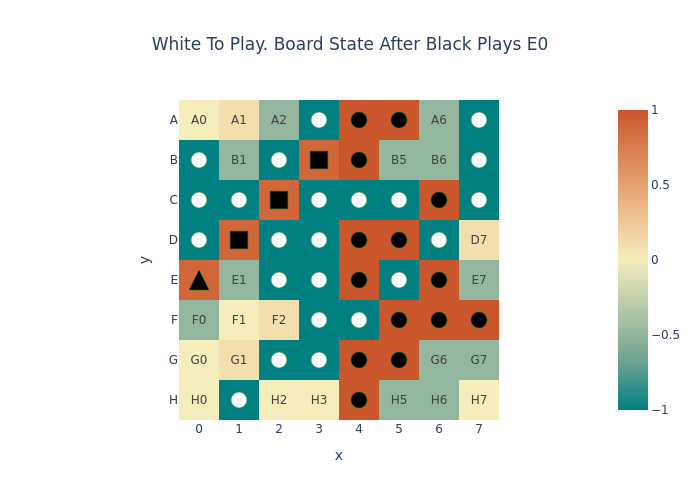 White To Play. Board State After Black Plays E0
A A0 A1 A2 A6 1
B B1 B5 B6
C 0.5
D D7
y 0
E E1 E7
F F0 F1 F2 −0.5
G G0 G1 G6 G7
H H0 H2 H3 H5 H6 H7 −1
0 1 2 3 4 5 6 7
x